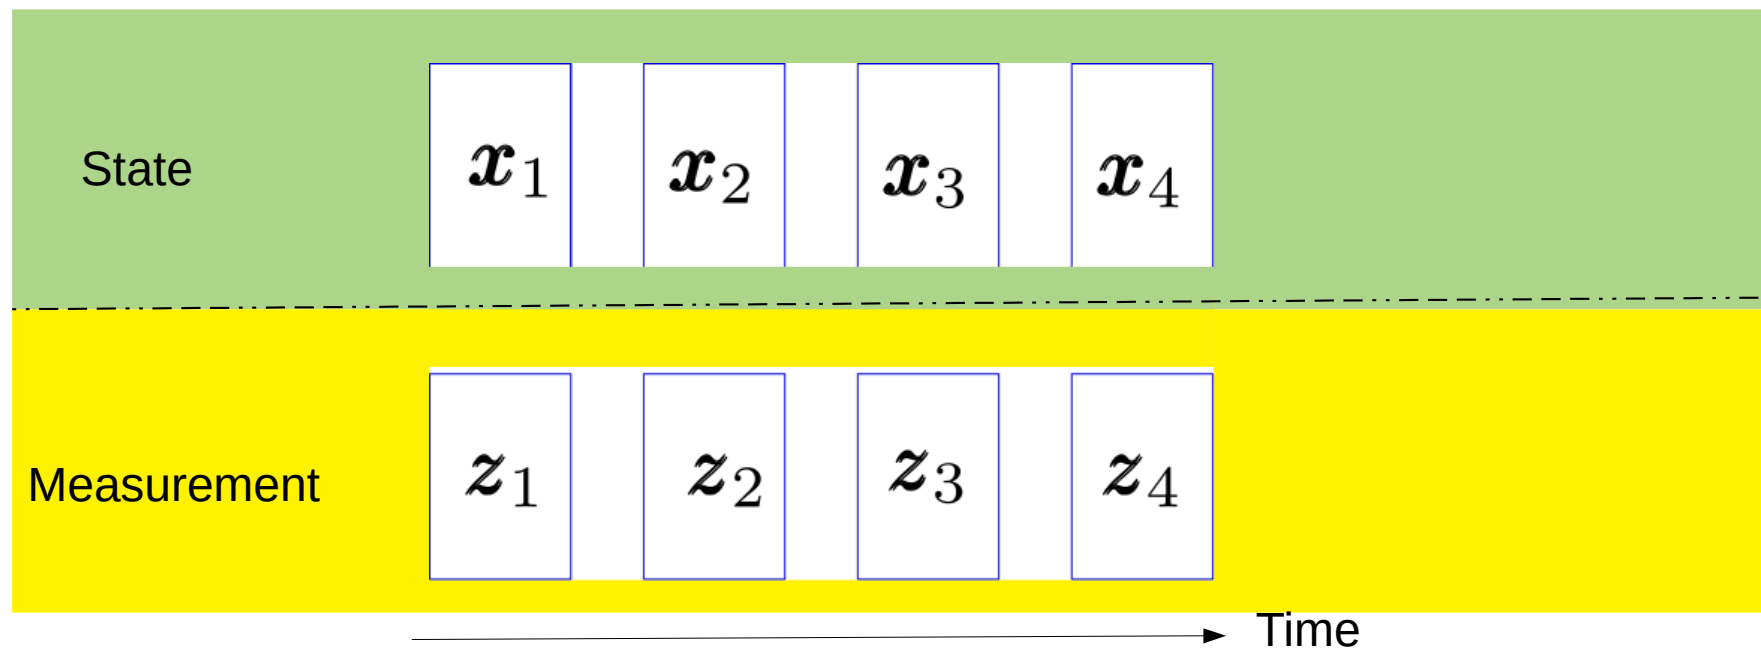 State x₁ x₂ x₃ x₄
Measurement z₁ z₂ z₃ z₄
Time